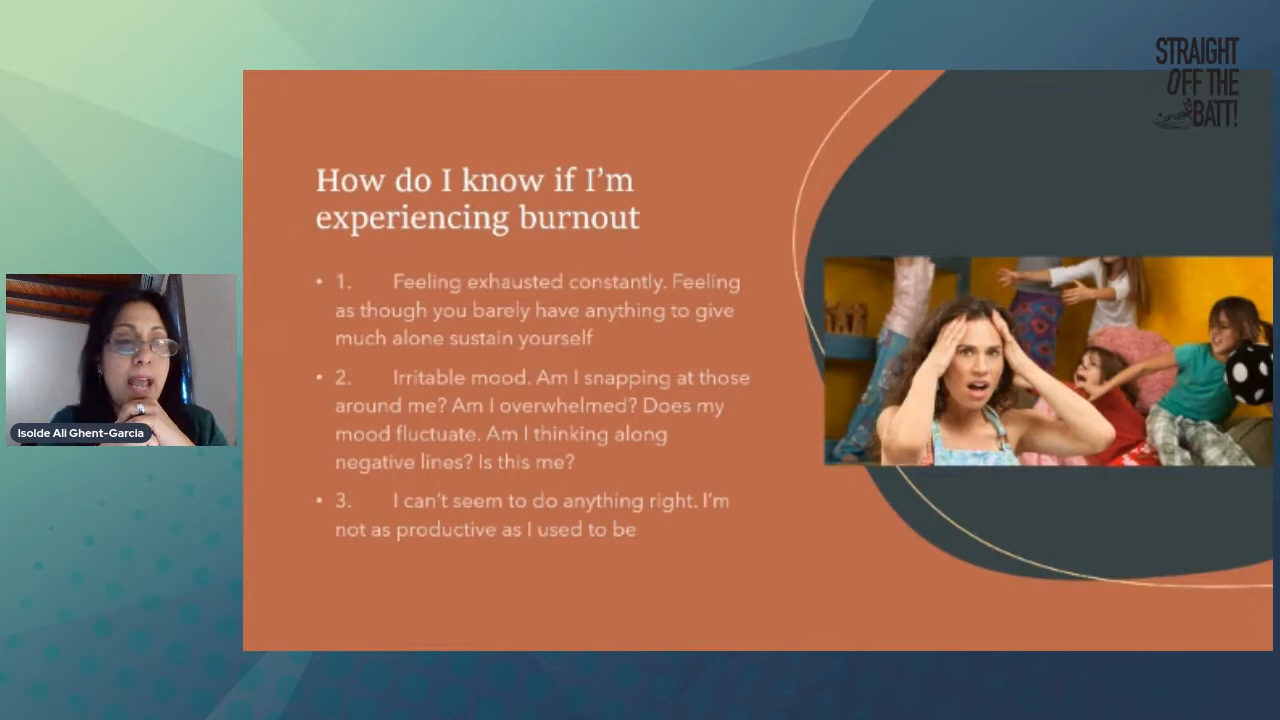 STRAIGHT
OFF THE
BATT!
How do I know if I'm
experiencing burnout
• 1. Feeling exhausted constantly. Feeling
as though you barely have anything to give
much alone sustain yourself
• 2. Irritable mood. Am I snapping at those
around me? Am I overwhelmed? Does my
mood fluctuate. Am I thinking along
negative lines? Is this me?
• 3. I can't seem to do anything right. I'm
not as productive as I used to be
Isolde Ali Ghent-Garcia